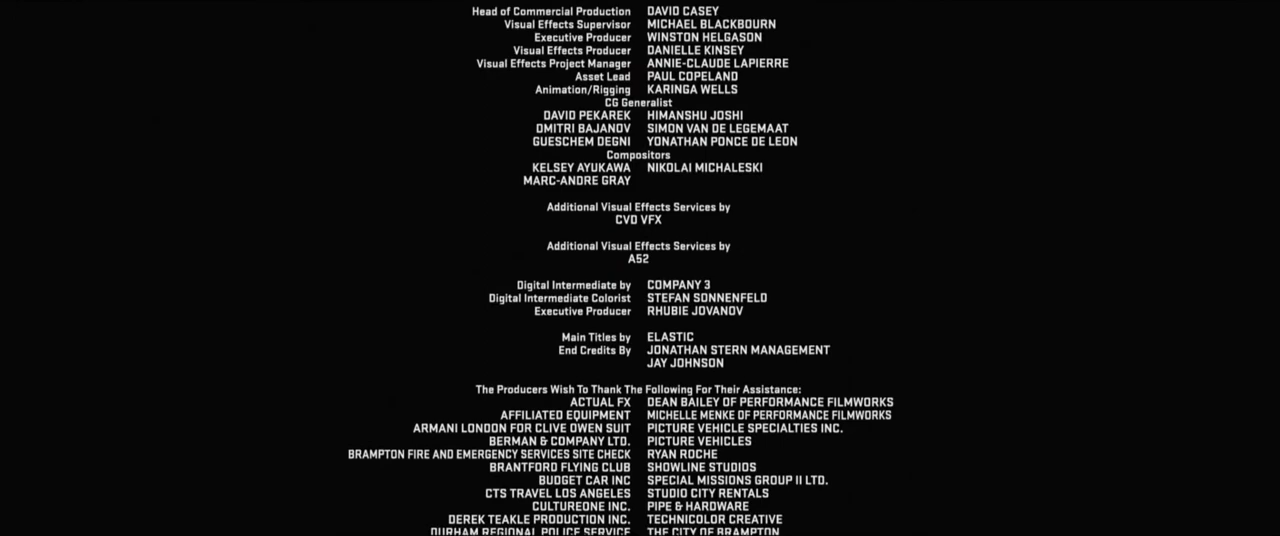 Head of Commercial Production DAVID CASEY
Visual Effects Supervisor MICHAEL BLACKBOURN
Executive Producer WINSTON HELGASON
Visual Effects Producer DANIELLE KINSEY
Visual Effects Project Manager ANNIE-CLAUDE LAPIERRE
Asset Lead PAUL COPELAND
Animation/Rigging KARINGA WELLS
CG Generalist
DAVID PEKAREK HIMANSHU JOSHI
DMITRI BAJANOV SIMON VAN DE LEGEMAAT
GUESCHEM DEGNI YONATHAN PONCE DE LEON
Compositors
KELSEY AYUKAWA NIKOLAI MICHALESKI
MARC-ANDRE GRAY
Additional Visual Effects Services by
CVD VFX
Additional Visual Effects Services by
A52
Digital Intermediate by COMPANY 3
Digital Intermediate Colorist STEFAN SONNENFELD
Executive Producer RHUBIE JOVANOV
Main Titles by ELASTIC
End Credits By JONATHAN STERN MANAGEMENT
JAY JOHNSON
The Producers Wish To Thank The Following For Their Assistance:
ACTUAL FX DEAN BAILEY OF PERFORMANCE FILMWORKS
AFFILIATED EQUIPMENT MICHELLE MENKE OF PERFORMANCE FILMWORKS
ARMANI LONDON FOR CLIVE OWEN SUIT PICTURE VEHICLE SPECIALTIES INC.
BERMAN & COMPANY LTD. PICTURE VEHICLES
BRAMPTON FIRE AND EMERGENCY SERVICES SITE CHECK RYAN ROCHE
BRANTFORD FLYING CLUB SHOWLINE STUDIOS
BUDGET CAR INC SPECIAL MISSIONS GROUP II LTD.
CTS TRAVEL LOS ANGELES STUDIO CITY RENTALS
CULTUREONE INC. PIPE & HARDWARE
DEREK TEAKLE PRODUCTION INC. TECHNICOLOR CREATIVE
DURHAM REGIONAL POLICE SERVICE THE CITY OF BRAMPTON